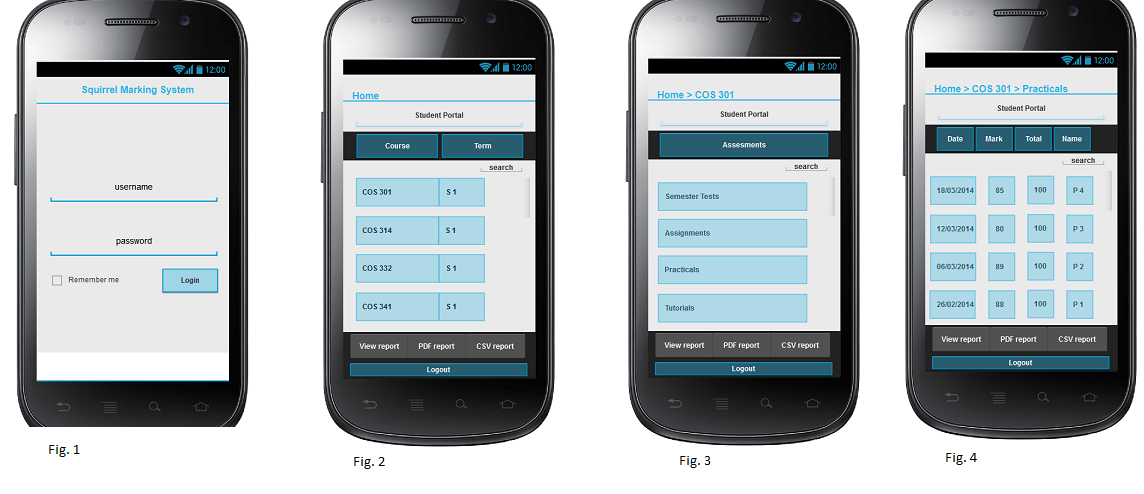 12:00
Squirrel Marking System
username
password
Remember me
Login
Fig. 1
12:00
Home
Student Portal
Course Term
search
COS 301 S 1
COS 314 S 1
COS 332 S 1
COS 341 S 1
View report PDF report CSV report
Logout
Fig. 2
12:00
Home > COS 301
Student Portal
Assesments
search
Semester Tests
Assignments
Practicals
Tutorials
View report PDF report CSV report
Logout
Fig. 3
12:00
Home > COS 301 > Practicals
Student Portal
Date Mark Total Name
search
18/03/2014 85 100 P 4
12/03/2014 80 100 P 3
06/03/2014 89 100 P 2
26/02/2014 88 100 P 1
View report PDF report CSV report
Logout
Fig. 4